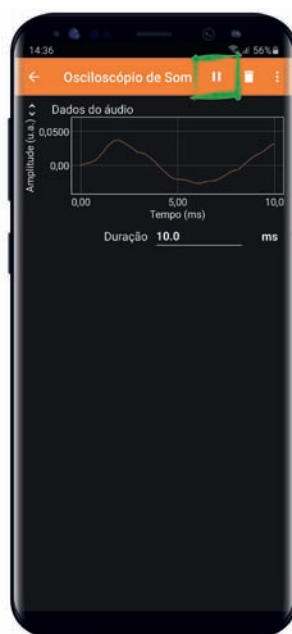 14:36 56%
Osciloscópio de Som
Dados do áudio
Amplitude (u.a.)
0,0500
0,00
0,00 5,00 10,0
Tempo (ms)
Duração 10.0 ms